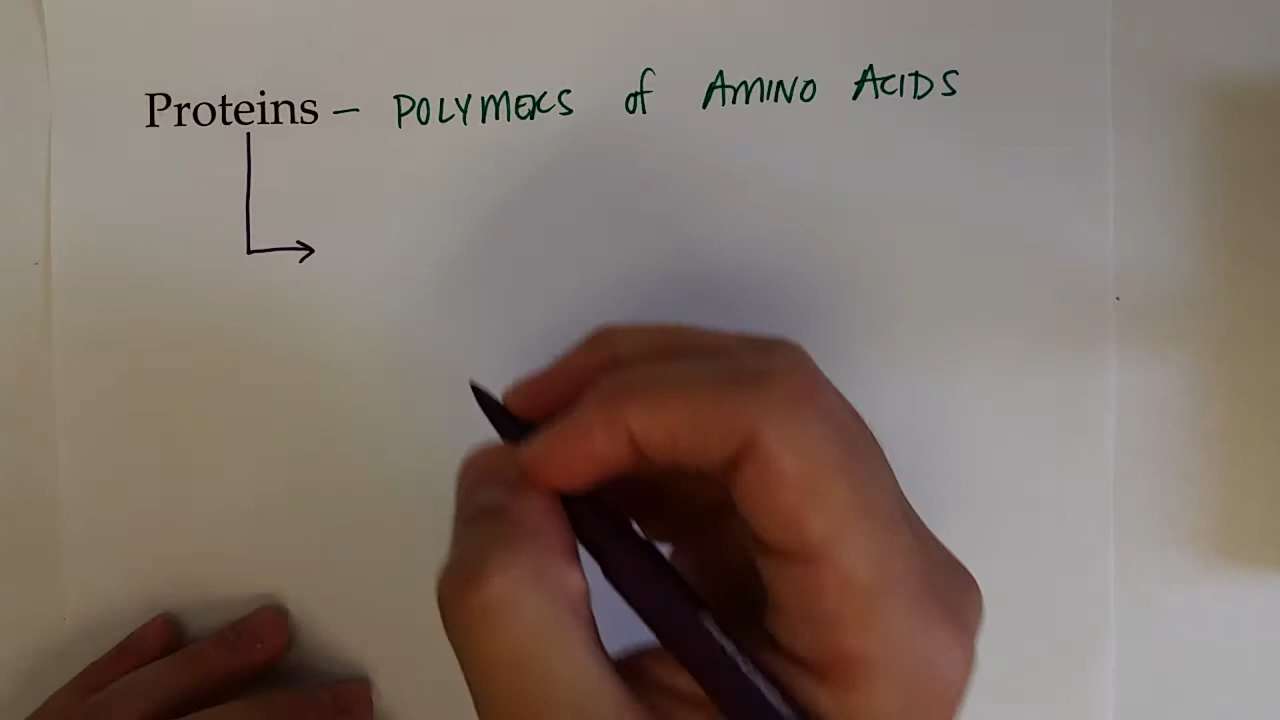 Proteins – POLYMERS of AMINO ACIDS